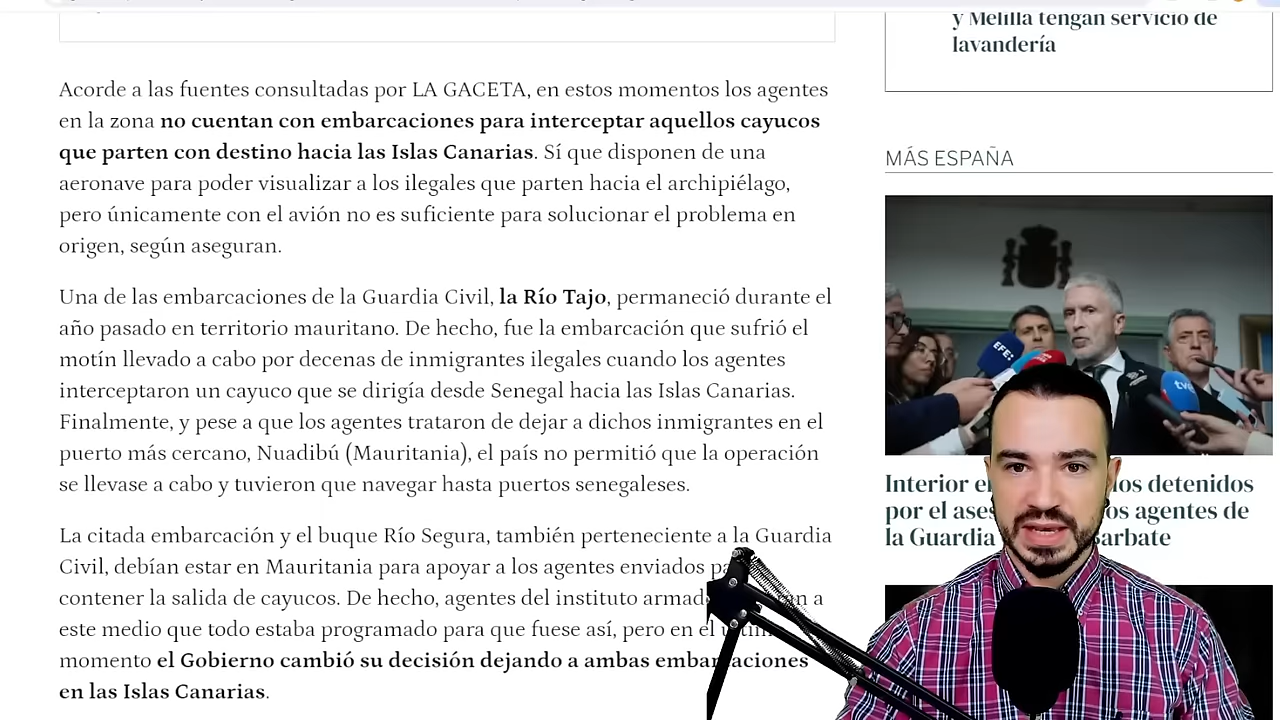 y Melilla tengan servicio de
lavandería
Acorde a las fuentes consultadas por LA GACETA, en estos momentos los agentes
en la zona no cuentan con embarcaciones para interceptar aquellos cayucos
que parten con destino hacia las Islas Canarias. Sí que disponen de una
aeronave para poder visualizar a los ilegales que parten hacia el archipiélago,
pero únicamente con el avión no es suficiente para solucionar el problema en
origen, según aseguran.
Una de las embarcaciones de la Guardia Civil, la Río Tajo, permaneció durante el
año pasado en territorio mauritano. De hecho, fue la embarcación que sufrió el
motín llevado a cabo por decenas de inmigrantes ilegales cuando los agentes
interceptaron un cayuco que se dirigía desde Senegal hacia las Islas Canarias.
Finalmente, y pese a que los agentes trataron de dejar a dichos inmigrantes en el
puerto más cercano, Nuadibú (Mauritania), el país no permitió que la operación
se llevase a cabo y tuvieron que navegar hasta puertos senegaleses.
La citada embarcación y el buque Río Segura, también perteneciente a la Guardia
Civil, debían estar en Mauritania para apoyar a los agentes enviados
contener la salida de cayucos. De hecho, agentes del instituto a
este medio que todo estaba programado para que fuese así, pero en el
momento el Gobierno cambió su decisión dejando a ambas embarcaciones
en las Islas Canarias.
MÁS ESPAÑA
EFE:
tve
Interior los detenidos
por el agentes de
la Guardia